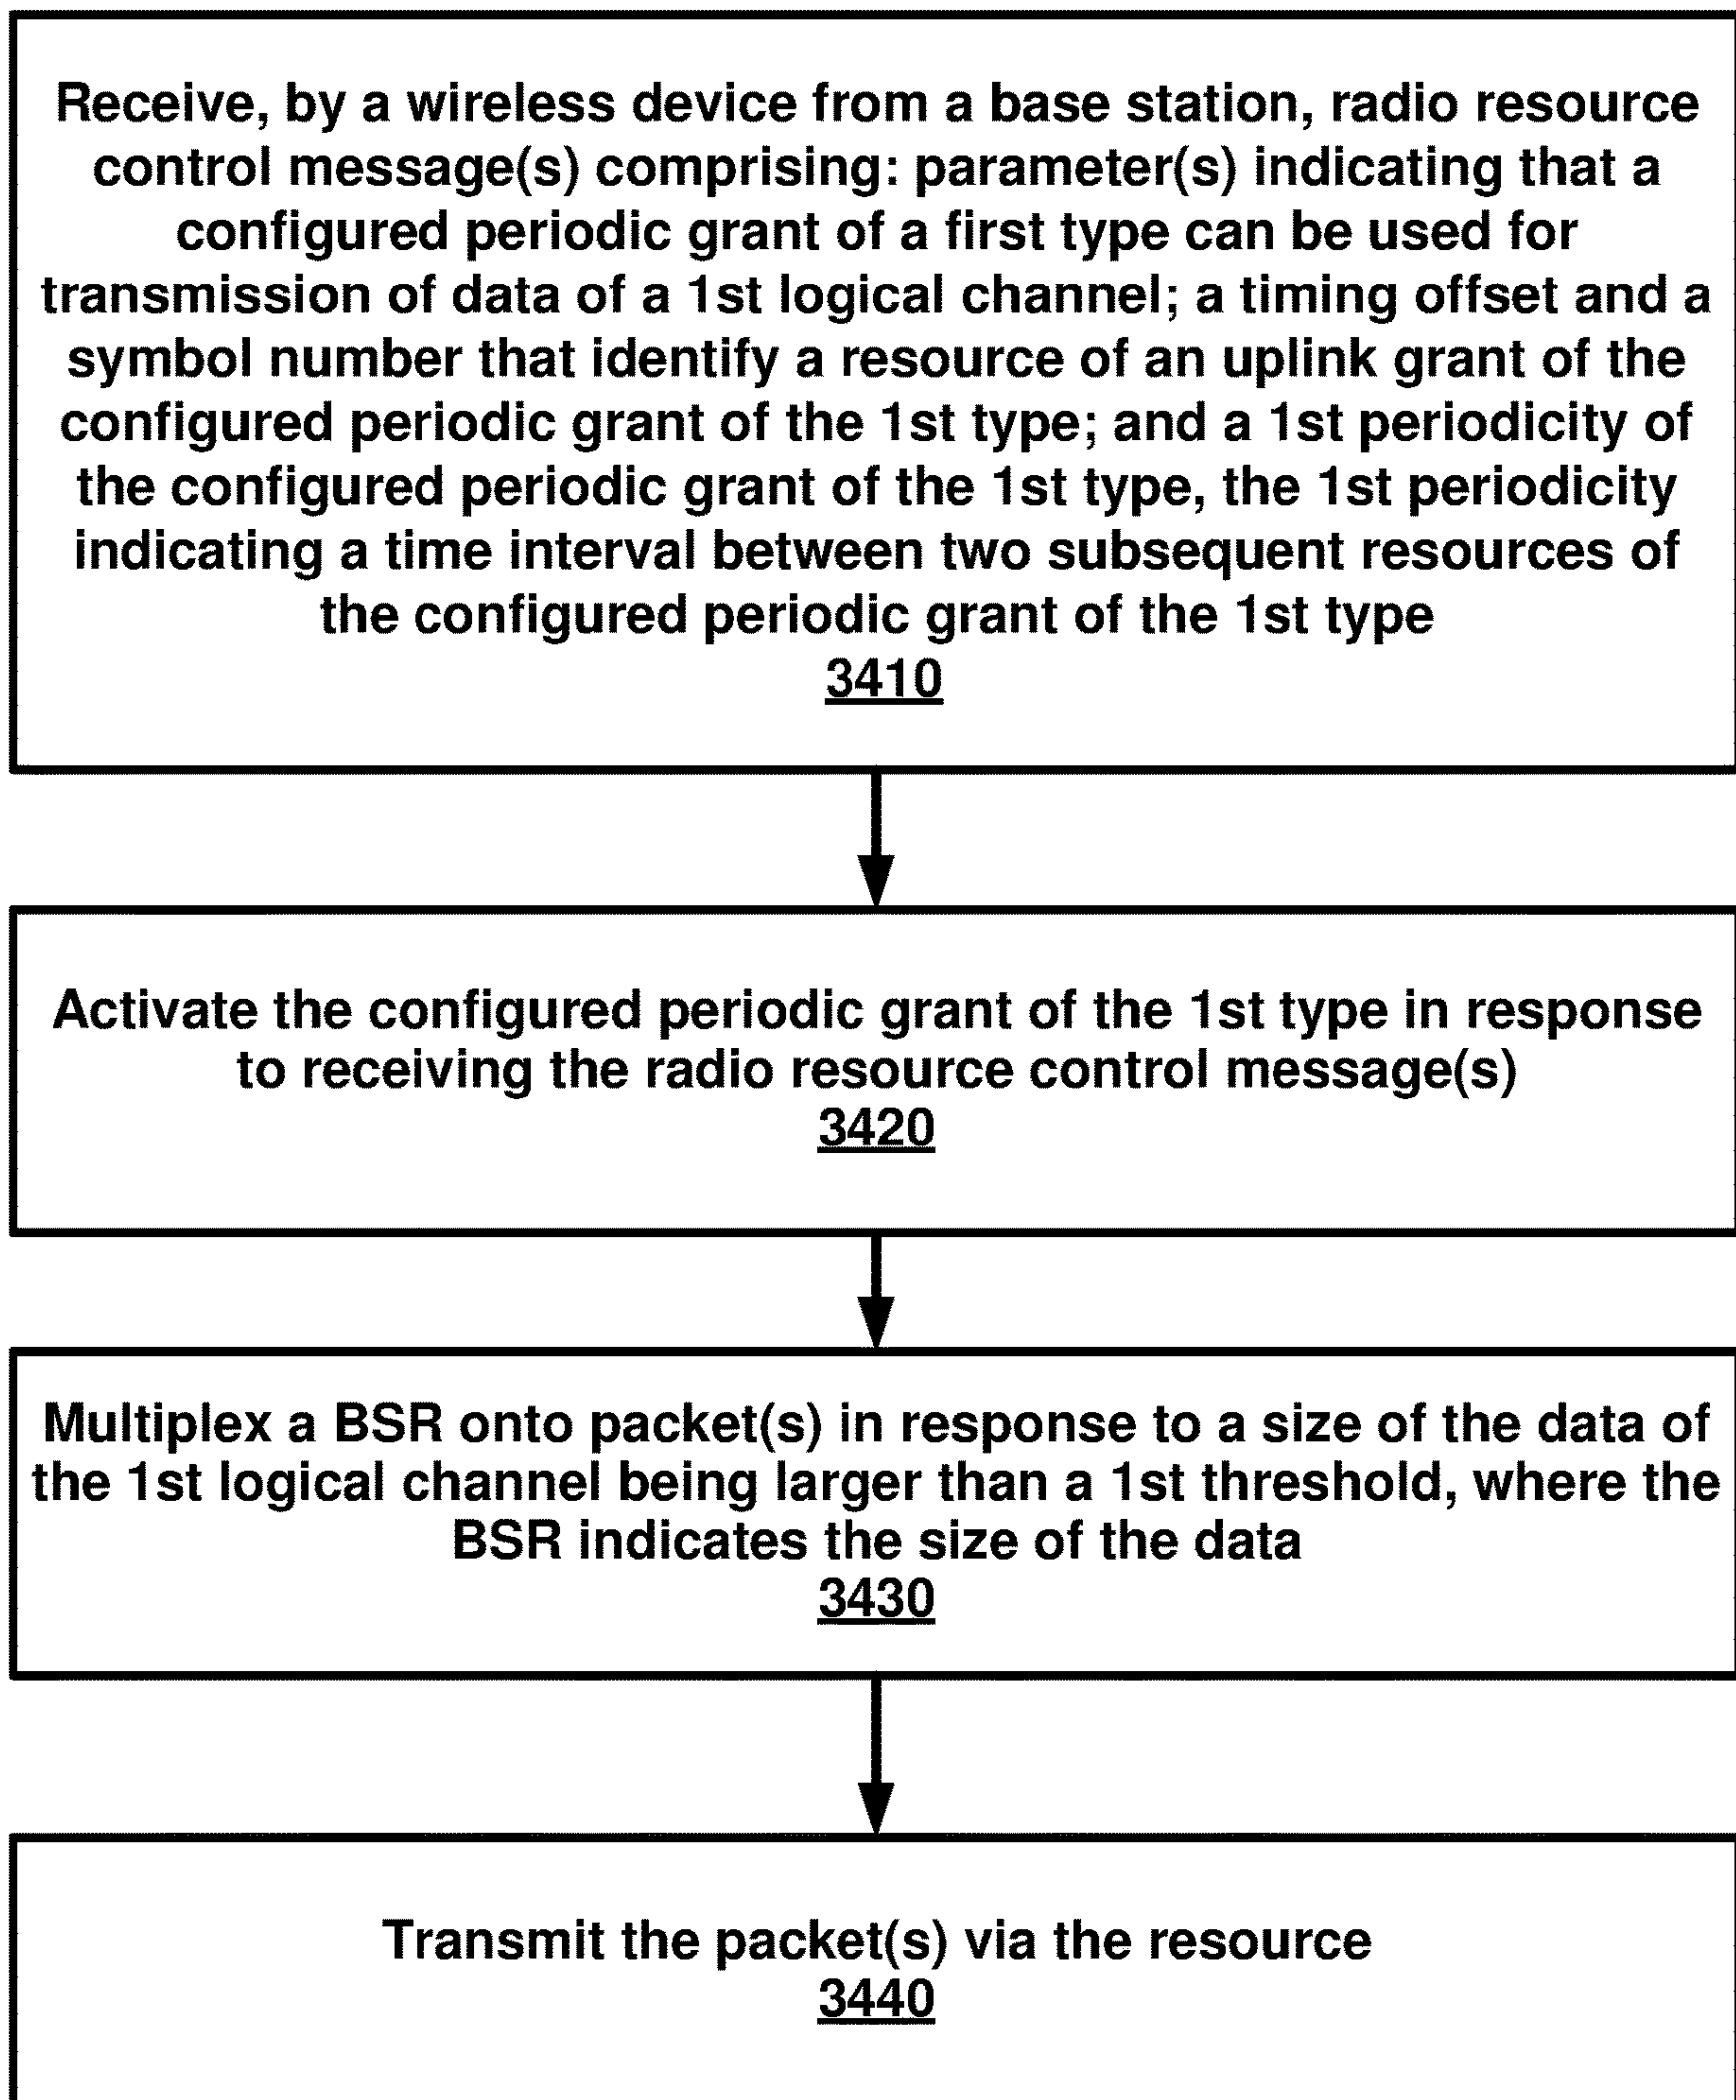 Receive, by a wireless device from a base station, radio resource
control message(s) comprising: parameter(s) indicating that a
configured periodic grant of a first type can be used for
transmission of data of a 1st logical channel; a timing offset and a
symbol number that identify a resource of an uplink grant of the
configured periodic grant of the 1st type; and a 1st periodicity of
the configured periodic grant of the 1st type, the 1st periodicity
indicating a time interval between two subsequent resources of
the configured periodic grant of the 1st type
3410
Activate the configured periodic grant of the 1st type in response
to receiving the radio resource control message(s)
3420
Multiplex a BSR onto packet(s) in response to a size of the data of
the 1st logical channel being larger than a 1st threshold, where the
BSR indicates the size of the data
3430
Transmit the packet(s) via the resource
3440